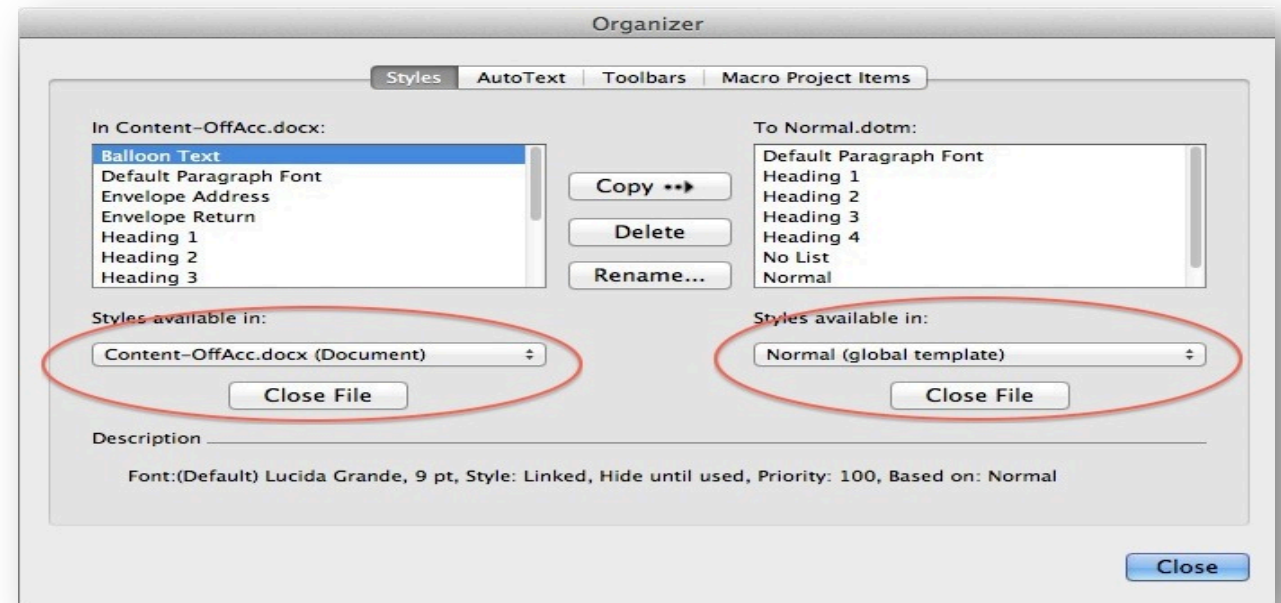 Organizer
Styles AutoText Toolbars Macro Project Items
In Content-OffAcc.docx:
Balloon Text
Default Paragraph Font
Envelope Address
Envelope Return
Heading 1
Heading 2
Heading 3
Copy
Delete
Rename...
To Normal.dotm:
Default Paragraph Font
Heading 1
Heading 2
Heading 3
Heading 4
No List
Normal
Styles available in:
Content-OffAcc.docx (Document)
Close File
Styles available in:
Normal (global template)
Close File
Description
Font:(Default) Lucida Grande, 9 pt, Style: Linked, Hide until used, Priority: 100, Based on: Normal
Close